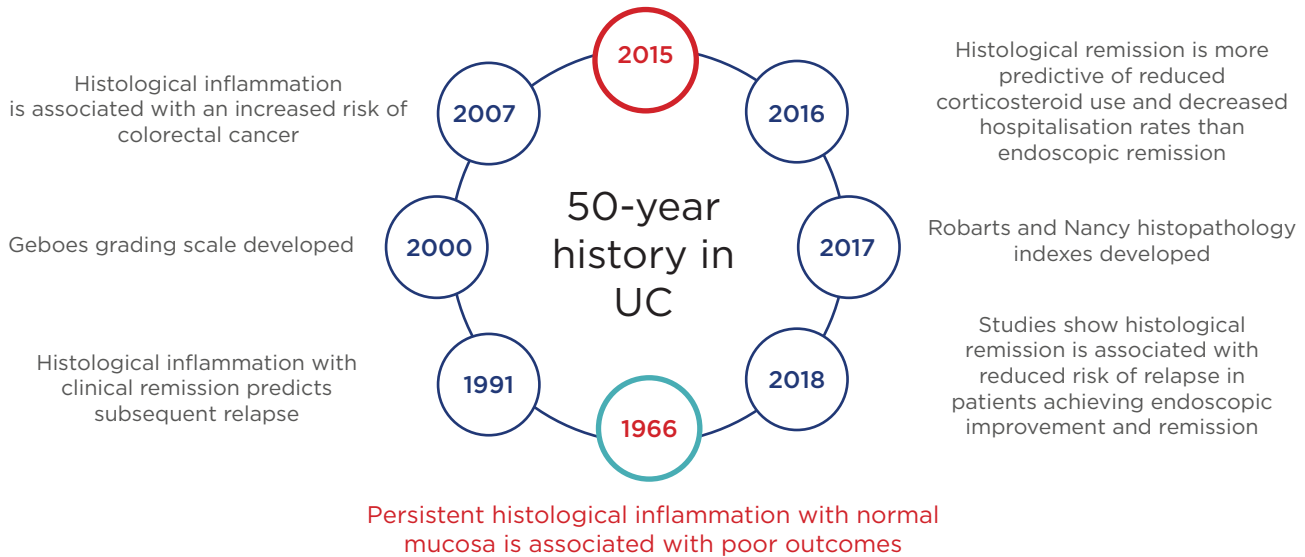 2015
Histological inflammation
is associated with an increased risk of
colorectal cancer
2007
2016
Histological remission is more
predictive of reduced
corticosteroid use and decreased
hospitalisation rates than
endoscopic remission
50-year
history in
UC
Geboes grading scale developed
2000
2017
Robarts and Nancy histopathology
indexes developed
Histological inflammation with
clinical remission predicts
subsequent relapse
1991
2018
Studies show histological
remission is associated with
reduced risk of relapse in
patients achieving endoscopic
improvement and remission
1966
Persistent histological inflammation with normal
mucosa is associated with poor outcomes